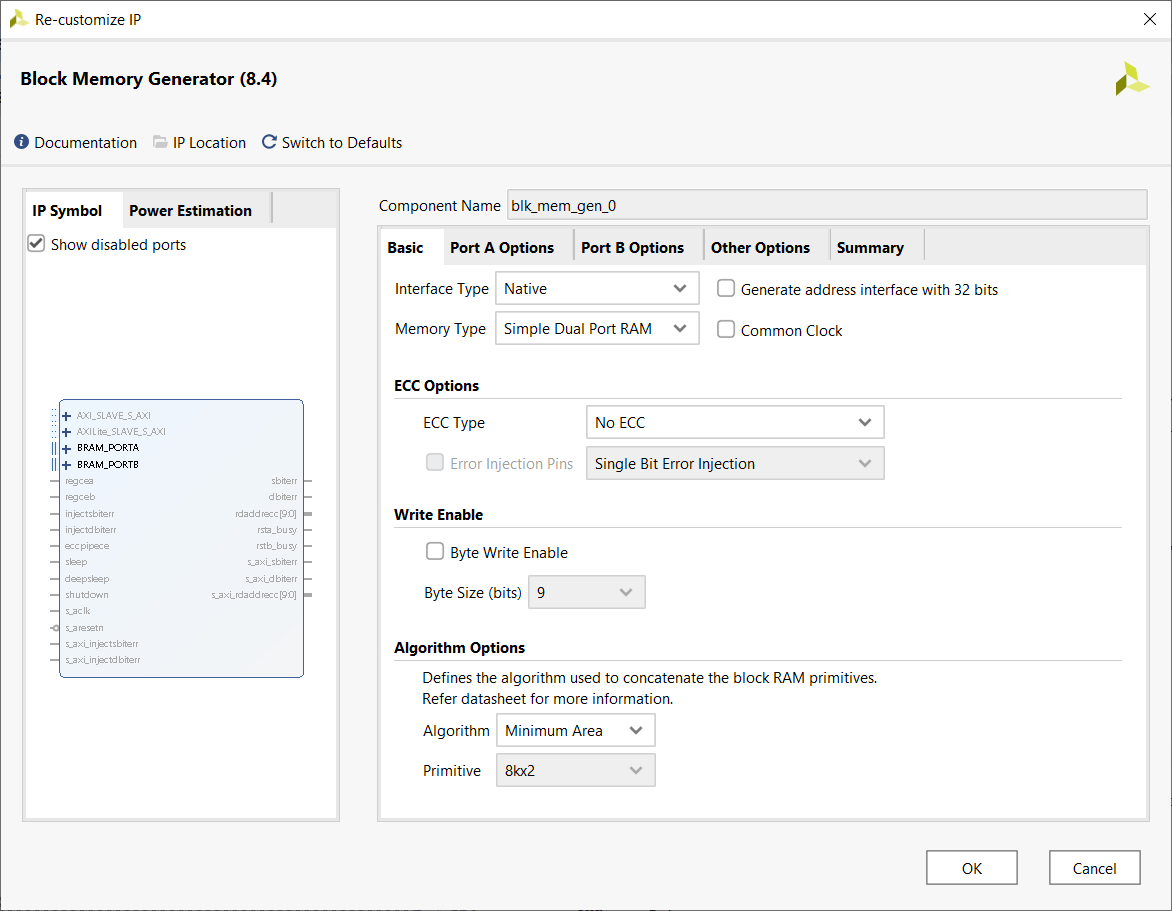 Re-customize IP
Block Memory Generator (8.4)
Documentation IP Location Switch to Defaults
IP Symbol Power Estimation
Show disabled ports
AXI_SLAVE_S_AXI
AXILite_SLAVE_S_AXI
BRAM_PORTA
BRAM_PORTB
regcea sbiterr
regceb dbiterr
injectsbiterr rdaddrecc[9:0]
injectdbiterr rsta_busy
eccpipece rstb_busy
sleep s_axi_sbiterr
deepsleep s_axi_dbiterr
shutdown s_axi_rdaddrecc[9:0]
s_aclk
s_aresetn
s_axi_injectsbiterr
s_axi_injectdbiterr
Component Name blk_mem_gen_0
Basic Port A Options Port B Options Other Options Summary
Interface Type Native Generate address interface with 32 bits
Memory Type Simple Dual Port RAM Common Clock
ECC Options
ECC Type No ECC
Error Injection Pins Single Bit Error Injection
Write Enable
Byte Write Enable
Byte Size (bits) 9
Algorithm Options
Defines the algorithm used to concatenate the block RAM primitives.
Refer datasheet for more information.
Algorithm Minimum Area
Primitive 8kx2
OK Cancel